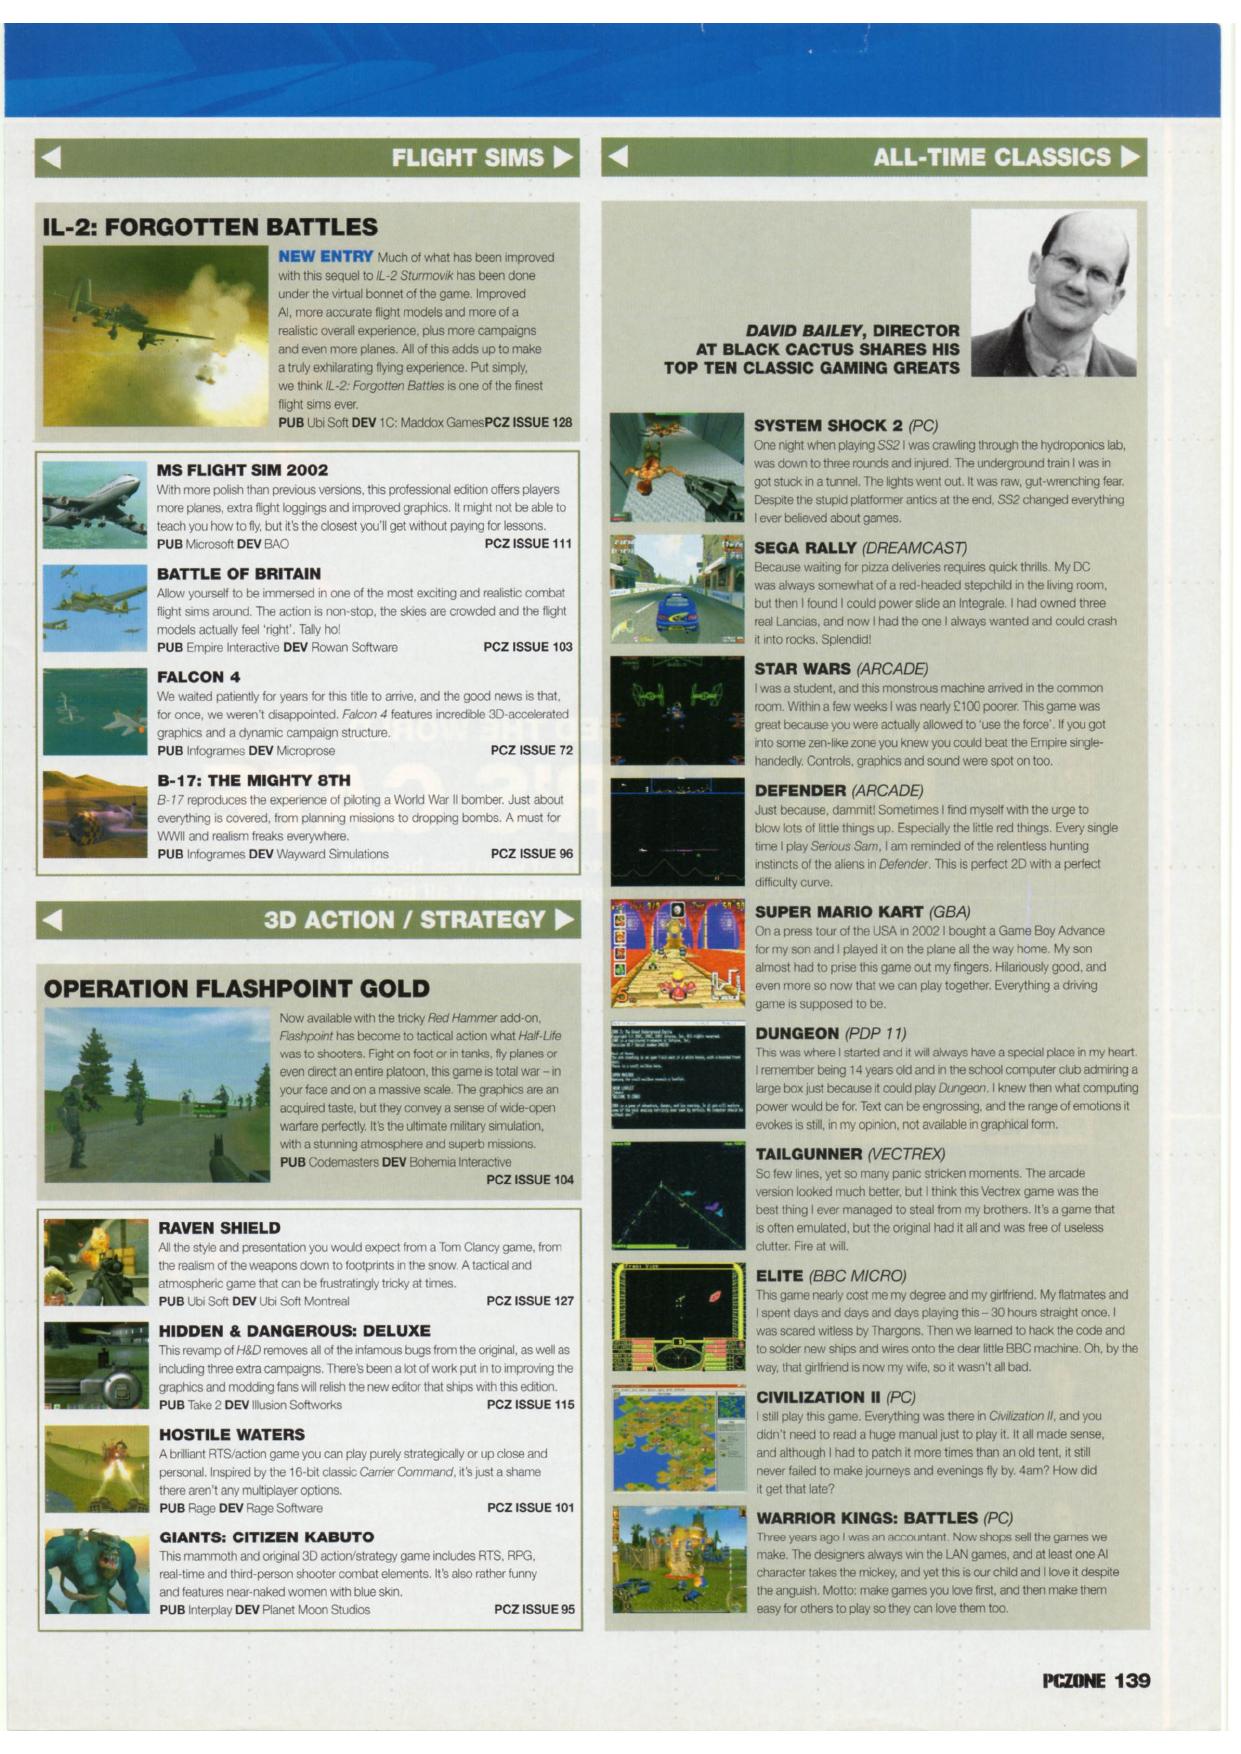 FLIGHT SIMS
IL-2: FORGOTTEN BATTLES
NEW ENTRY Much of what has been improved
with this sequel to IL-2 Sturmovik has been done
under the virtual bonnet of the game. Improved
AI, more accurate flight models and more of a
realistic overall experience, plus more campaigns
and even more planes. All of this adds up to make
a truly exhilarating flying experience. Put simply,
we think IL-2: Forgotten Battles is one of the finest
flight sims ever.
PUB Ubi Soft DEV 1C: Maddox Games PCZ ISSUE 128
MS FLIGHT SIM 2002
With more polish than previous versions, this professional edition offers players
more planes, extra flight loggings and improved graphics. It might not be able to
teach you how to fly, but it's the closest you'll get without paying for lessons.
PUB Microsoft DEV BAO PCZ ISSUE 111
BATTLE OF BRITAIN
Allow yourself to be immersed in one of the most exciting and realistic combat
flight sims around. The action is non-stop, the skies are crowded and the flight
models actually feel 'right'. Tally ho!
PUB Empire Interactive DEV Rowan Software PCZ ISSUE 103
FALCON 4
We waited patiently for years for this title to arrive, and the good news is that,
for once, we weren't disappointed. Falcon 4 features incredible 3D-accelerated
graphics and a dynamic campaign structure.
PUB Infogrames DEV Microprose PCZ ISSUE 72
B-17: THE MIGHTY 8TH
B-17 reproduces the experience of piloting a World War II bomber. Just about
everything is covered, from planning missions to dropping bombs. A must for
WWII and realism freaks everywhere.
PUB Infogrames DEV Wayward Simulations PCZ ISSUE 96
3D ACTION / STRATEGY
OPERATION FLASHPOINT GOLD
Now available with the tricky Red Hammer add-on,
Flashpoint has become to tactical action what Half-Life
was to shooters. Fight on foot or in tanks, fly planes or
even direct an entire platoon, this game is total war – in
your face and on a massive scale. The graphics are an
acquired taste, but they convey a sense of wide-open
warfare perfectly. It's the ultimate military simulation,
with a stunning atmosphere and superb missions.
PUB Codemasters DEV Bohemia Interactive
PCZ ISSUE 104
RAVEN SHIELD
All the style and presentation you would expect from a Tom Clancy game, from
the realism of the weapons down to footprints in the snow. A tactical and
atmospheric game that can be frustratingly tricky at times.
PUB Ubi Soft DEV Ubi Soft Montreal PCZ ISSUE 127
HIDDEN & DANGEROUS: DELUXE
This revamp of H&D removes all of the infamous bugs from the original, as well as
including three extra campaigns. There's been a lot of work put in to improving the
graphics and modding fans will relish the new editor that ships with this edition.
PUB Take 2 DEV Illusion Softworks PCZ ISSUE 115
HOSTILE WATERS
A brilliant RTS/action game you can play purely strategically or up close and
personal. Inspired by the 16-bit classic Carrier Command, it's just a shame
there aren't any multiplayer options.
PUB Rage DEV Rage Software PCZ ISSUE 101
GIANTS: CITIZEN KABUTO
This mammoth and original 3D action/strategy game includes RTS, RPG,
real-time and third-person shooter combat elements. It's also rather funny
and features near-naked women with blue skin.
PUB Interplay DEV Planet Moon Studios PCZ ISSUE 95
ALL-TIME CLASSICS
DAVID BAILEY, DIRECTOR
AT BLACK CACTUS SHARES HIS
TOP TEN CLASSIC GAMING GREATS
SYSTEM SHOCK 2 (PC)
One night when playing SS2 I was crawling through the hydroponics lab,
was down to three rounds and injured. The underground train I was in
got stuck in a tunnel. The lights went out. It was raw, gut-wrenching fear.
Despite the stupid platformer antics at the end, SS2 changed everything
I ever believed about games.
SEGA RALLY (DREAMCAST)
Because waiting for pizza deliveries requires quick thrills. My DC
was always somewhat of a red-headed stepchild in the living room,
but then I found I could power slide an Integrale. I had owned three
real Lancias, and now I had the one I always wanted and could crash
it into rocks. Splendid!
STAR WARS (ARCADE)
I was a student, and this monstrous machine arrived in the common
room. Within a few weeks I was nearly £100 poorer. This game was
great because you were actually allowed to 'use the force'. If you got
into some zen-like zone you knew you could beat the Empire single-
handedly. Controls, graphics and sound were spot on too.
DEFENDER (ARCADE)
Just because, dammit! Sometimes I find myself with the urge to
blow lots of little things up. Especially the little red things. Every single
time I play Serious Sam, I am reminded of the relentless hunting
instincts of the aliens in Defender. This is perfect 2D with a perfect
difficulty curve.
SUPER MARIO KART (GBA)
On a press tour of the USA in 2002 I bought a Game Boy Advance
for my son and I played it on the plane all the way home. My son
almost had to prise this game out my fingers. Hilariously good, and
even more so now that we can play together. Everything a driving
game is supposed to be.
DUNGEON (PDP 11)
This was where I started and it will always have a special place in my heart.
I remember being 14 years old and in the school computer club admiring a
large box just because it could play Dungeon. I knew then what computing
power would be for. Text can be engrossing, and the range of emotions it
evokes is still, in my opinion, not available in graphical form.
TAILGUNNER (VECTREX)
So few lines, yet so many panic stricken moments. The arcade
version looked much better, but I think this Vectrex game was the
best thing I ever managed to steal from my brothers. It's a game that
is often emulated, but the original had it all and was free of useless
clutter. Fire at will.
ELITE (BBC MICRO)
This game nearly cost me my degree and my girlfriend. My flatmates and
I spent days and days and days playing this – 30 hours straight once. I
was scared witless by Thargons. Then we learned to hack the code and
to solder new ships and wires onto the dear little BBC machine. Oh, by the
way, that girlfriend is now my wife, so it wasn't all bad.
CIVILIZATION II (PC)
I still play this game. Everything was there in Civilization II, and you
didn't need to read a huge manual just to play it. It all made sense,
and although I had to patch it more times than an old tent, it still
never failed to make journeys and evenings fly by. 4am? How did
it get that late?
WARRIOR KINGS: BATTLES (PC)
Three years ago I was an accountant. Now shops sell the games we
make. The designers always win the LAN games, and at least one AI
character takes the mickey, and yet this is our child and I love it despite
the anguish. Motto: make games you love first, and then make them
easy for others to play so they can love them too.
PCZONE 139